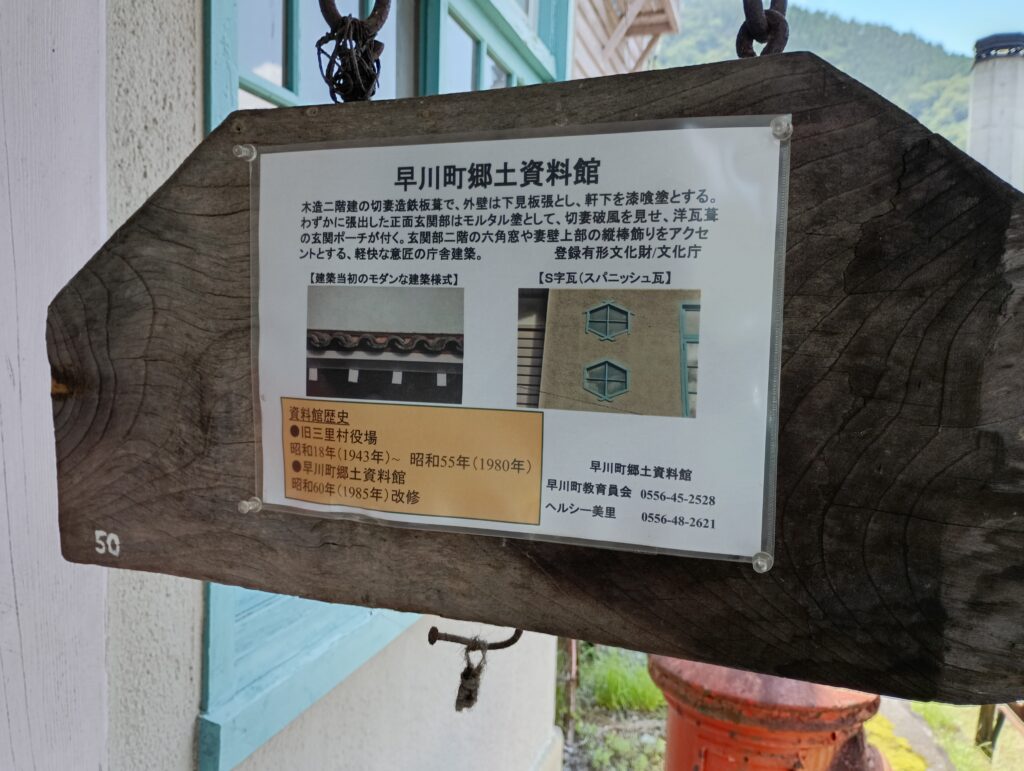 早川町郷土資料館
木造二階建の切妻造鉄板葺で、外壁は下見板張とし、軒下を漆喰塗とする。
わずかに張出した正面玄関部はモルタル塗として、切妻破風を見せ、洋瓦葺
の玄関ポーチが付く。玄関部二階の六角窓や妻壁上部の縦棒飾りをアクセ
ントとする、軽快な意匠の庁舎建築。 登録有形文化財/文化庁
【建築当初のモダンな建築様式】
【S字瓦(スパニッシュ瓦】
資料館歴史
●旧三里村役場
昭和18年(1943年)~ 昭和55年(1980年)
●早川町郷土資料館
昭和60年(1985年)改修
早川町郷土資料館
早川町教育員会 0556-45-2528
ヘルシー美里 0556-48-2621
50